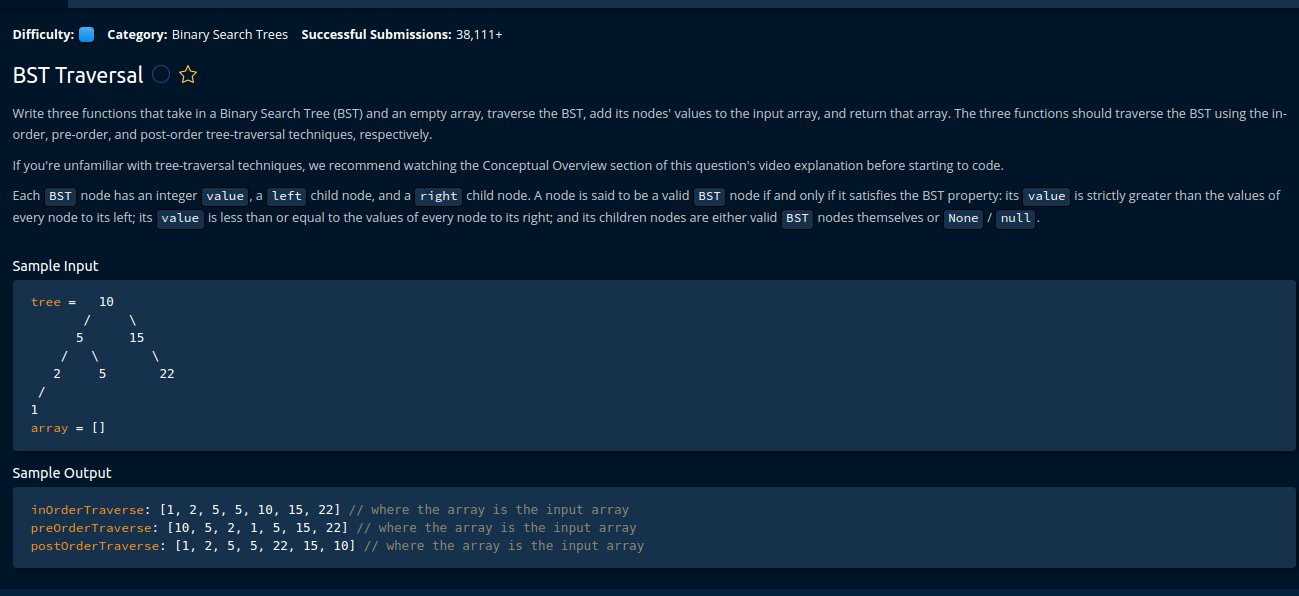 Difficulty: Category: Binary Search Trees Successful Submissions: 38,111+
BST Traversal
Write three functions that take in a Binary Search Tree (BST) and an empty array, traverse the BST, add its nodes' values to the input array, and return that array. The three functions should traverse the BST using the in-
order, pre-order, and post-order tree-traversal techniques, respectively.
If you're unfamiliar with tree-traversal techniques, we recommend watching the Conceptual Overview section of this question's video explanation before starting to code.
Each BST node has an integer value, a left child node, and a right child node. A node is said to be a valid BST node if and only if it satisfies the BST property: its value is strictly greater than the values of
every node to its left; its value is less than or equal to the values of every node to its right; and its children nodes are either valid BST nodes themselves or None / null.
Sample Input
tree =   10
       /     \
      5      15
    /   \       \
   2     5       22
 /
1
array = []
Sample Output
inOrderTraverse: [1, 2, 5, 5, 10, 15, 22] // where the array is the input array
preOrderTraverse: [10, 5, 2, 1, 5, 15, 22] // where the array is the input array
postOrderTraverse: [1, 2, 5, 5, 22, 15, 10] // where the array is the input array